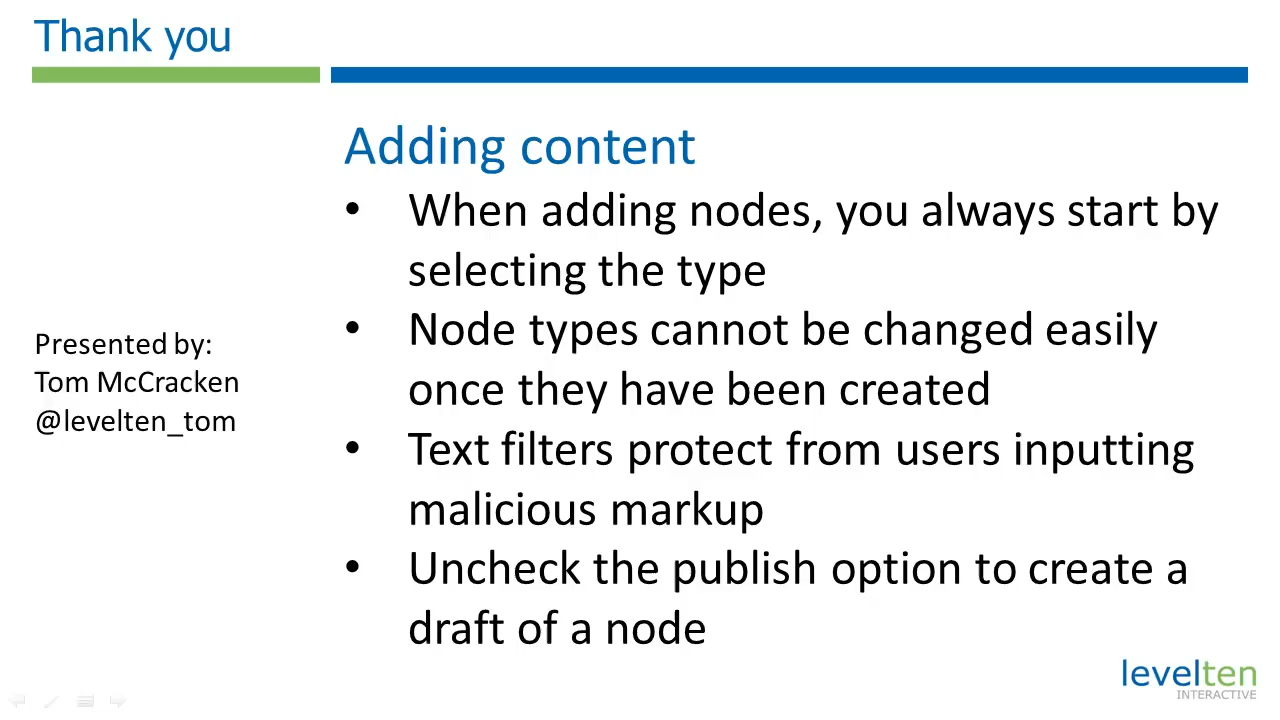 Thank you
Adding content
• When adding nodes, you always start by
selecting the type
• Node types cannot be changed easily
once they have been created
• Text filters protect from users inputting
malicious markup
• Uncheck the publish option to create a
draft of a node
Presented by:
Tom McCracken
@levelten_tom
levelten
INTERACTIVE